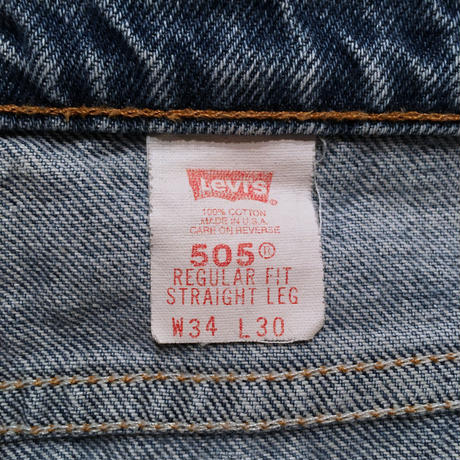 Levi's
100% COTTON
MADE IN U.S.A.
CARE ON REVERSE
505®
REGULAR FIT
STRAIGHT LEG
W34 L30